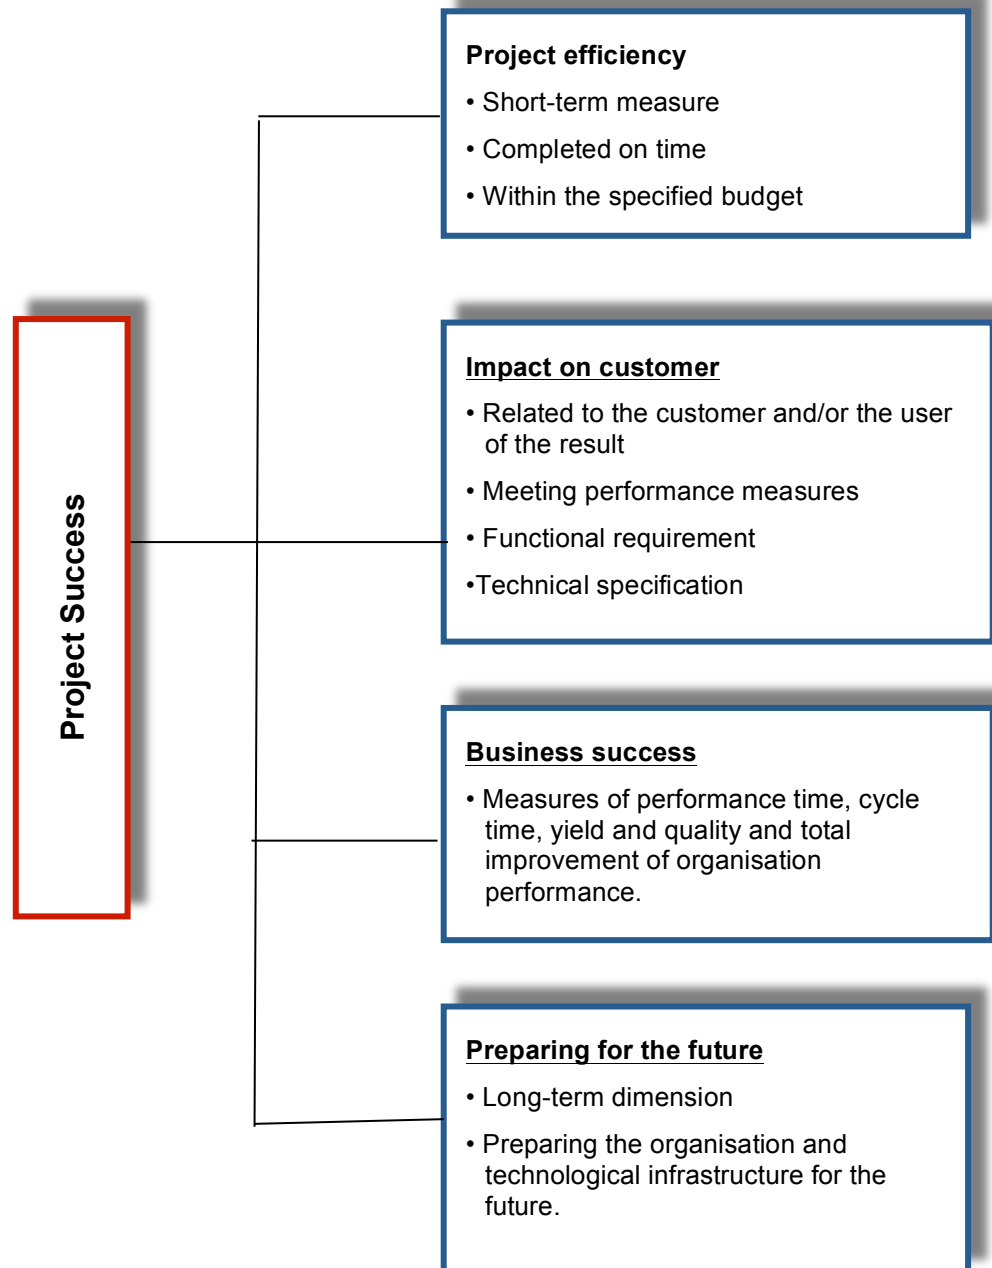 Project Success
Project efficiency
• Short-term measure
• Completed on time
• Within the specified budget
Impact on customer
• Related to the customer and/or the user
of the result
• Meeting performance measures
• Functional requirement
•Technical specification
Business success
• Measures of performance time, cycle
time, yield and quality and total
improvement of organisation
performance.
Preparing for the future
• Long-term dimension
• Preparing the organisation and
technological infrastructure for the
future.